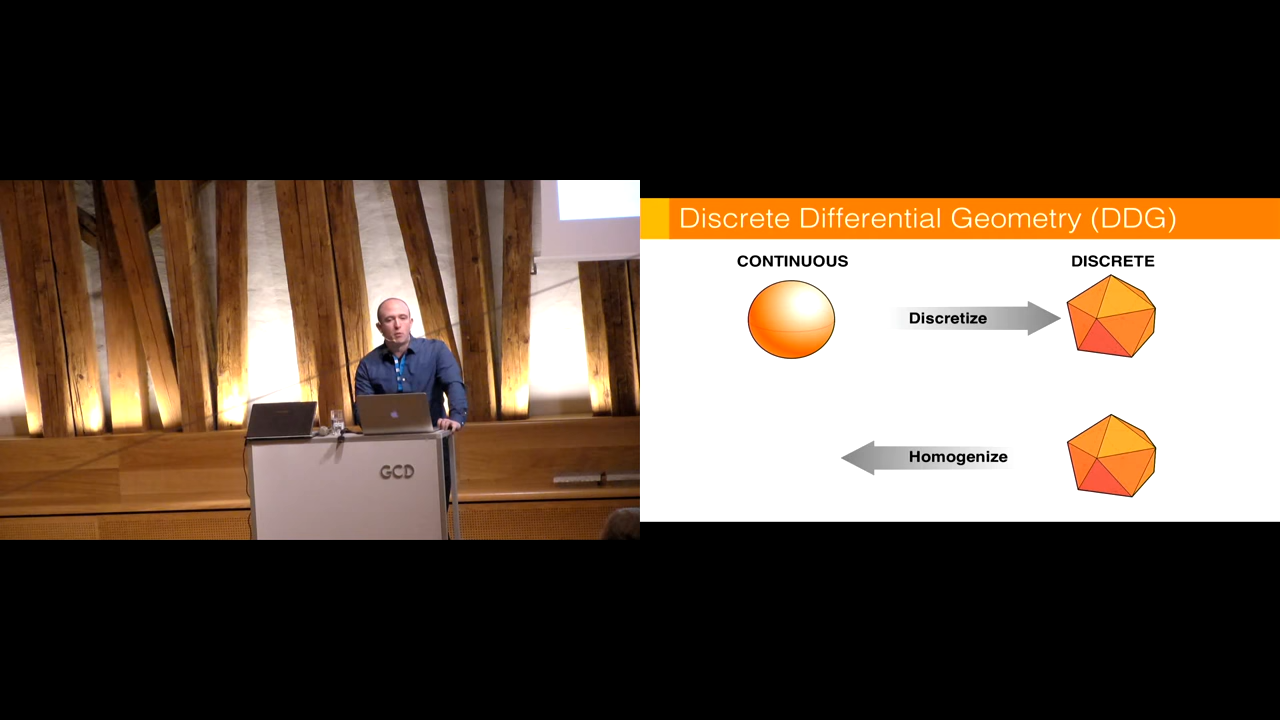 GCD
Discrete Differential Geometry (DDG)
CONTINUOUS
DISCRETE
Discretize
Homogenize